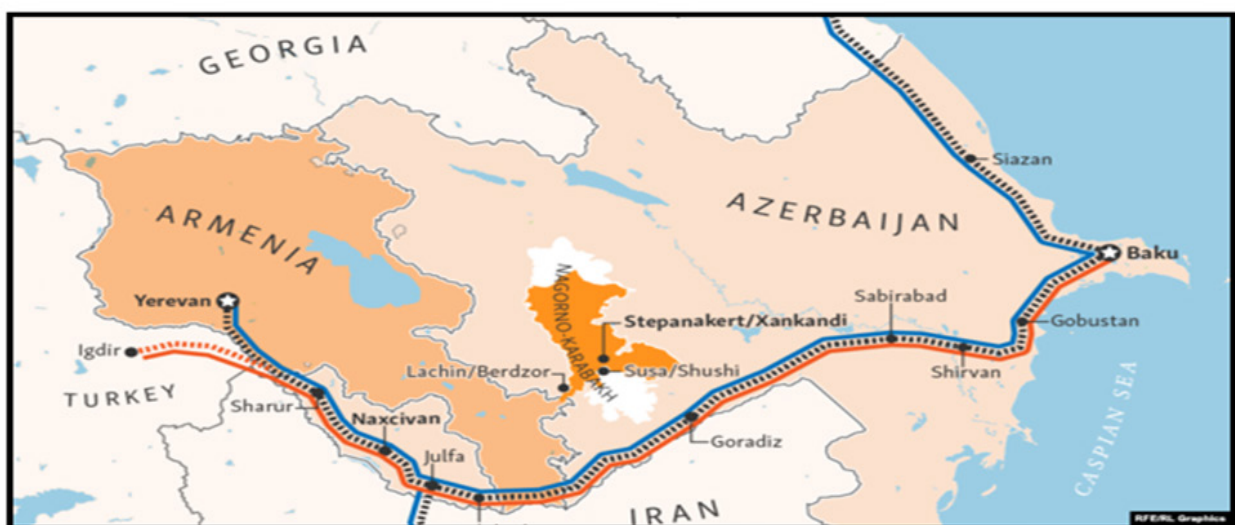 GEORGIA
Siazan
ARMENIA
AZERBAIJAN
Baku
Yerevan
NAGORNO-KARABAKH
Sabirabad
Stepanakert/Xankandi
Gobustan
Igdir
Lachin/Berdzor
Susa/Shushi
Shirvan
TURKEY
Sharur
Naxcivan
Goradiz
Julfa
CASPIAN SEA
IRAN
RFE/RL Graphics